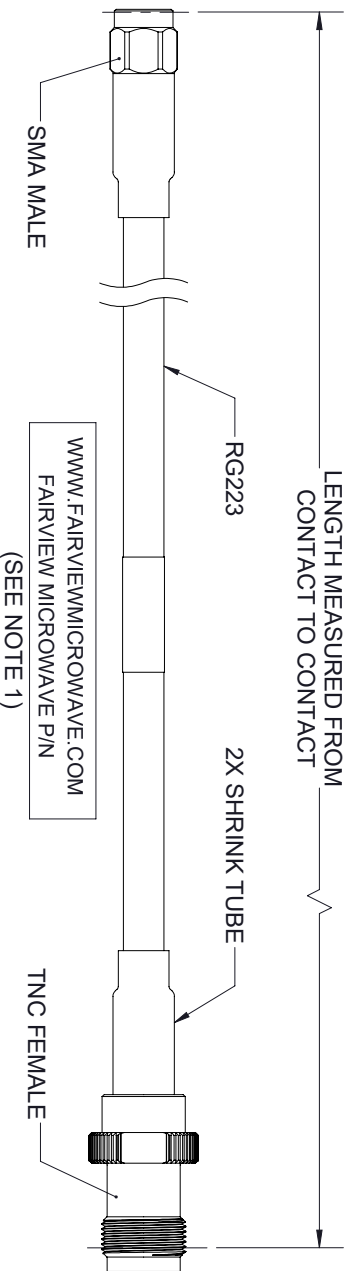 LENGTH MEASURED FROM
CONTACT TO CONTACT
RG223
2X SHRINK TUBE
SMA MALE
WWW.FAIRVIEWMICROWAVE.COM
FAIRVIEW MICROWAVE P/N
(SEE NOTE 1)
TNC FEMALE